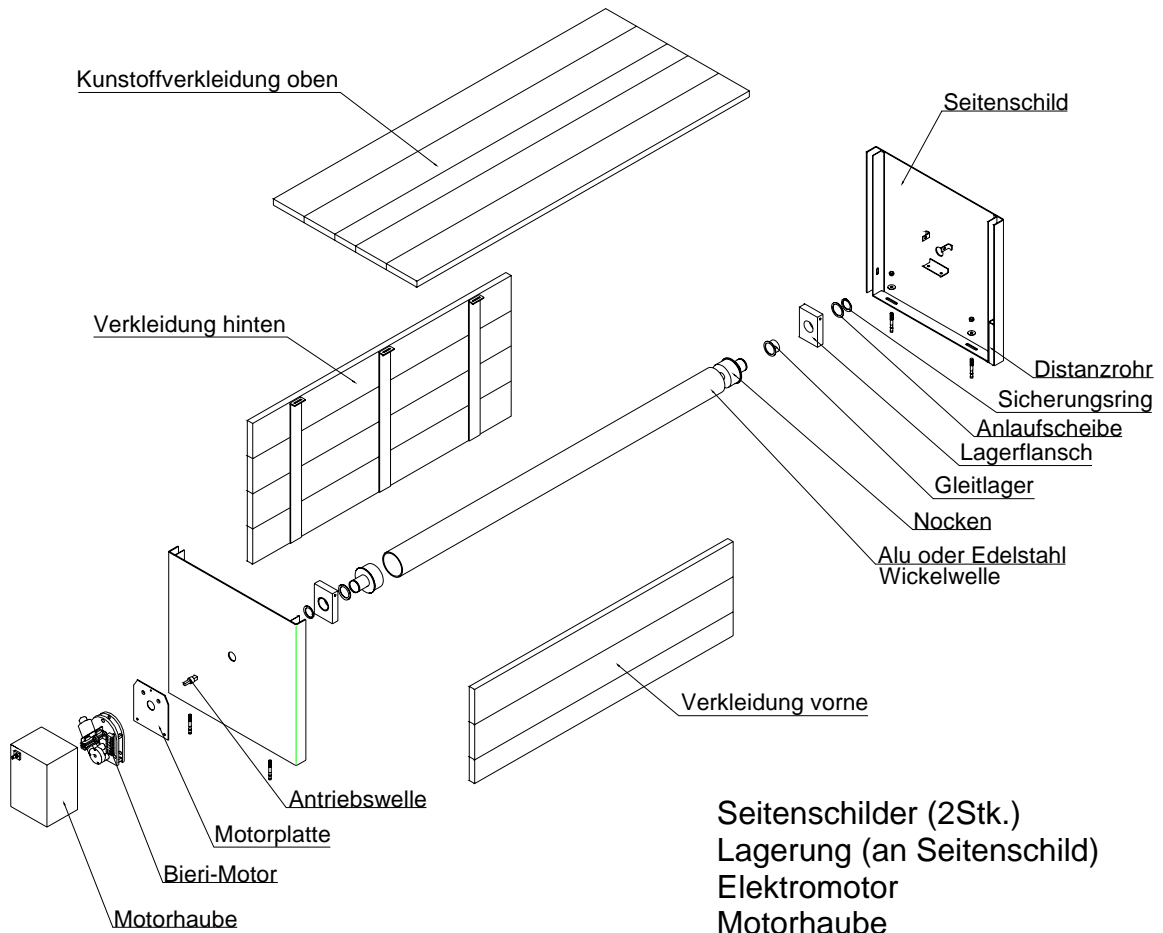 Kunstoffverkleidung oben
Seitenschild
Verkleidung hinten
Distanzrohr
Sicherungsring
Anlaufscheibe
Lagerflansch
Gleitlager
Nocken
Alu oder Edelstahl
Wickelwelle
Verkleidung vorne
Antriebswelle
Motorplatte
Bieri-Motor
Motorhaube
Seitenschilder (2Stk.)
Lagerung (an Seitenschild)
Elektromotor
Motorhaube